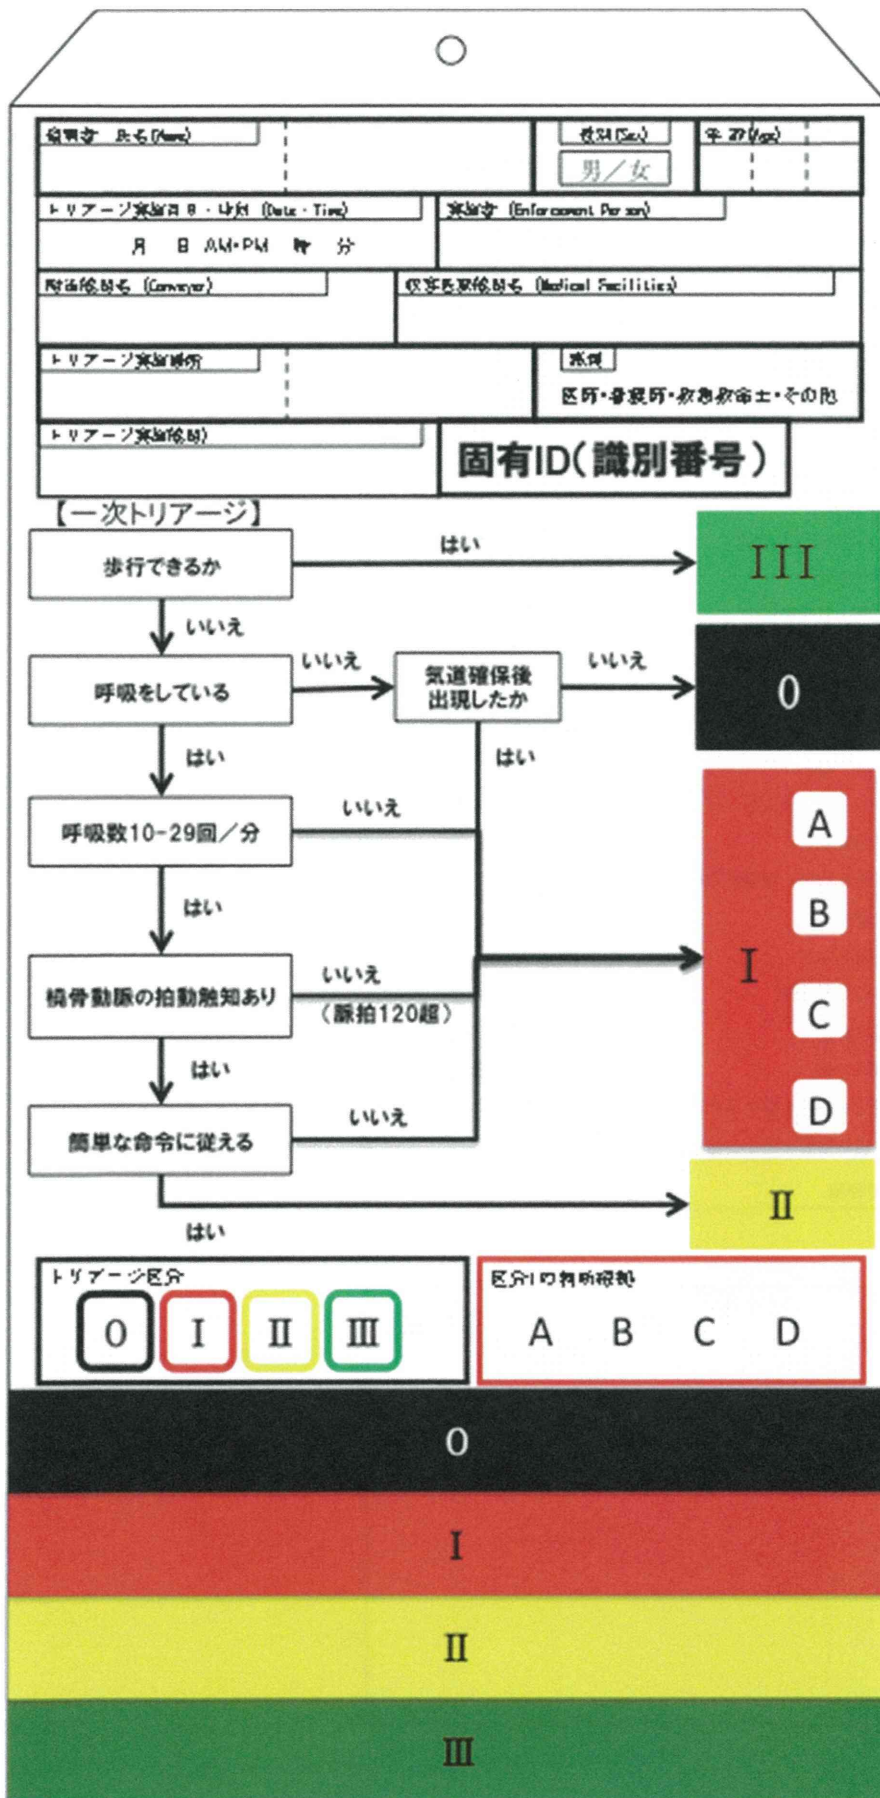 傷病者 氏名(Name)
性別(Sex)
年齢(Age)
男／女
トリアージ実施月日・時刻 (Date・Time)
実施者 (Enforcement Person)
月 日 AM・PM 時 分
(Conveyer)
収容医療機関名 (Medical Facilities)
トリアージ実施場所
医師・看護師・救急救命士・その他
トリアージ実施機関
固有ID(識別番号)
【一次トリアージ】
歩行できるか
はい
III
いいえ
呼吸をしている
いいえ
気道確保後
出現したか
いいえ
0
はい
はい
呼吸数10-29回／分
いいえ
A
B
はい
I
橈骨動脈の拍動触知あり
いいえ
(脈拍120超)
C
はい
簡単な命令に従える
いいえ
D
はい
II
トリアージ区分
0 I II III
区分Iの判断根拠
A B C D
0
I
II
III